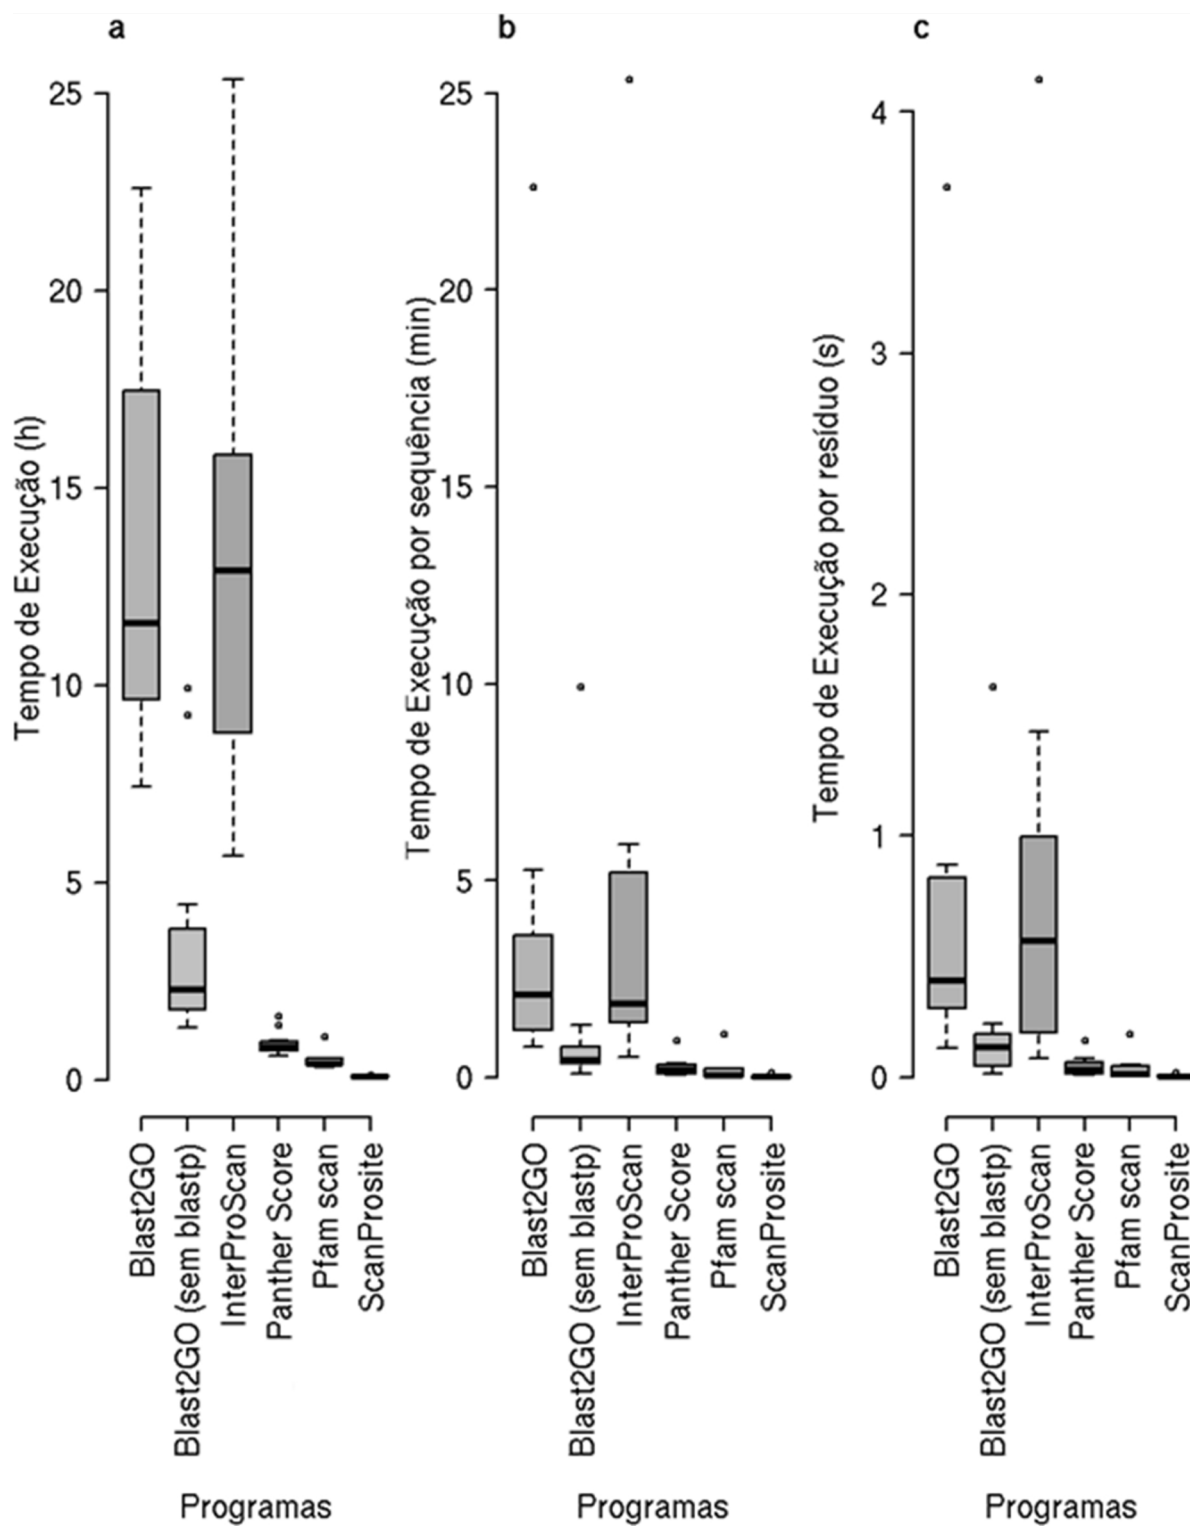 a
Tempo de Execução (h)
25
20
15
10
5
0
Blast2GO
Blast2GO (sem blastp)
InterProScan
Panther Score
Pfam scan
ScanProsite
Programas
b
Tempo de Execução por sequência (min)
25
20
15
10
5
0
Blast2GO
Blast2GO (sem blastp)
InterProScan
Panther Score
Pfam scan
ScanProsite
Programas
c
Tempo de Execução por resíduo (s)
4
3
2
1
0
Blast2GO
Blast2GO (sem blastp)
InterProScan
Panther Score
Pfam scan
ScanProsite
Programas